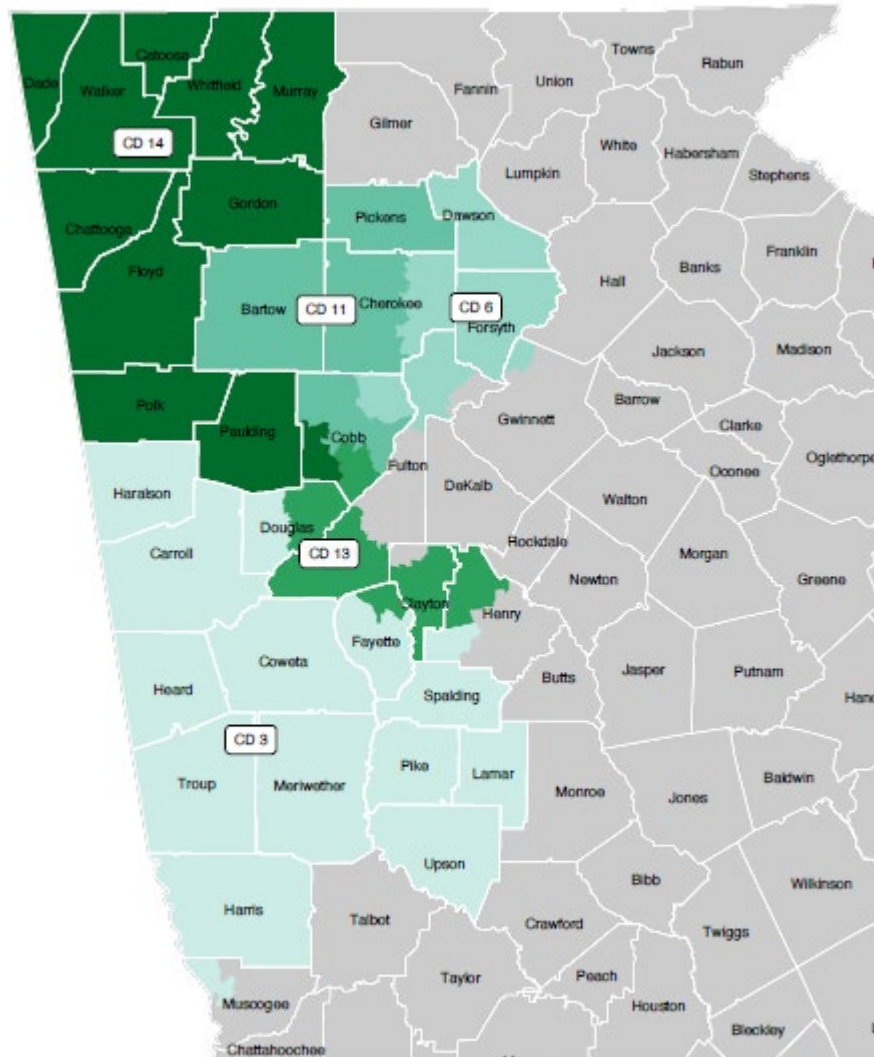 Towns
Rabun
Catoosa
Union
Dade
Walker
Whitfield
Murray
Fannin
Gilmer
CD 14
White
Habersham
Lumpkin
Stephens
Gordon
Pickens
Dawson
Chattooga
Franklin
Floyd
Hall
Banks
Bartow
CD 11
Cherokee
CD 6
Forsyth
Jackson
Madison
Polk
Barrow
Paulding
Gwinnett
Clarke
Cobb
Oglethorpe
Fulton
Oconee
DeKalb
Haralson
Walton
Douglas
Carroll
CD 13
Rockdale
Morgan
Newton
Greene
Clayton
Henry
Fayette
Coweta
Jasper
Putnam
Heard
Spalding
Butts
Hanc
CD 3
Pike
Lamar
Baldwin
Troup
Meriwether
Monroe
Jones
Upson
Bibb
Wilkinson
Harris
Talbot
Crawford
Twiggs
Taylor
Peach
Muscogee
Houston
Bleckley
Chattahoochee